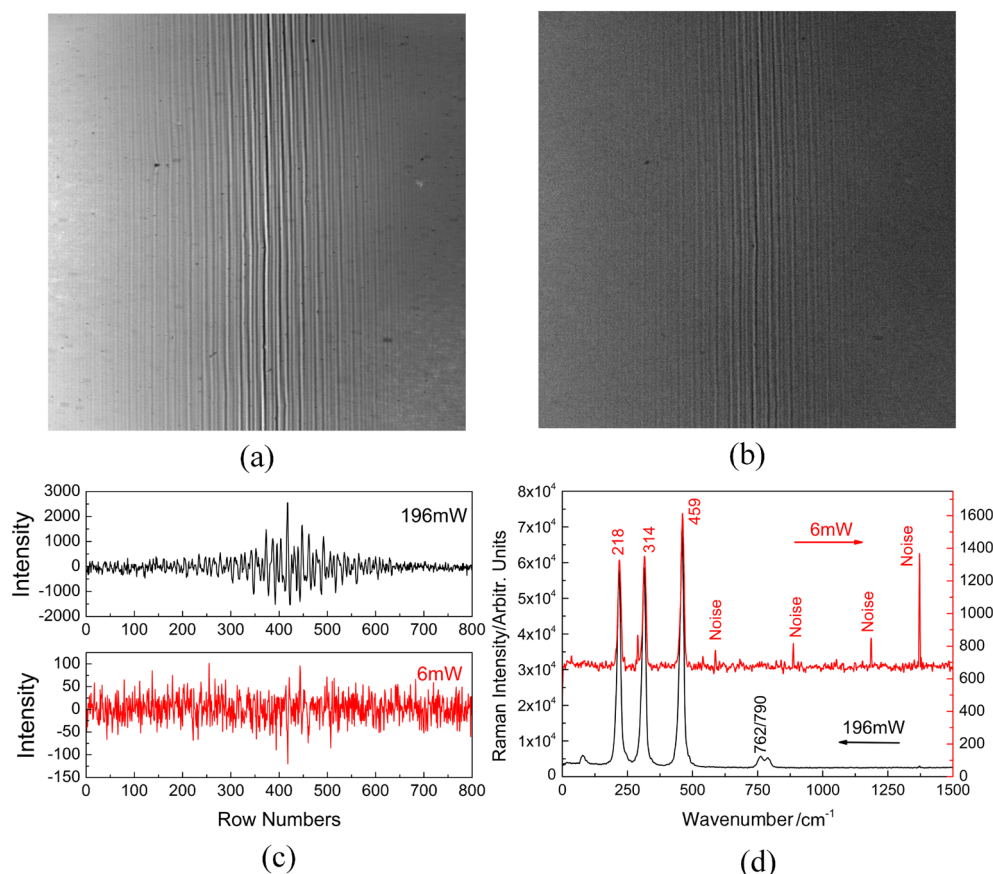 (a)
(b)
3000
2000
1000
0
-1000
-2000
Intensity
196mW
0 100 200 300 400 500 600 700 800
100
50
0
-50
-100
-150
Intensity
6mW
0 100 200 300 400 500 600 700 800
Row Numbers
(c)
8x10⁴
7x10⁴
6x10⁴
5x10⁴
4x10⁴
3x10⁴
2x10⁴
1x10⁴
0
Raman Intensity/Arbitr. Units
218
314
459
6mW
Noise
Noise
Noise
Noise
762/790
196mW
1600
1400
1200
1000
800
600
400
200
0
0 250 500 750 1000 1250 1500
Wavenumber /cm⁻¹
(d)